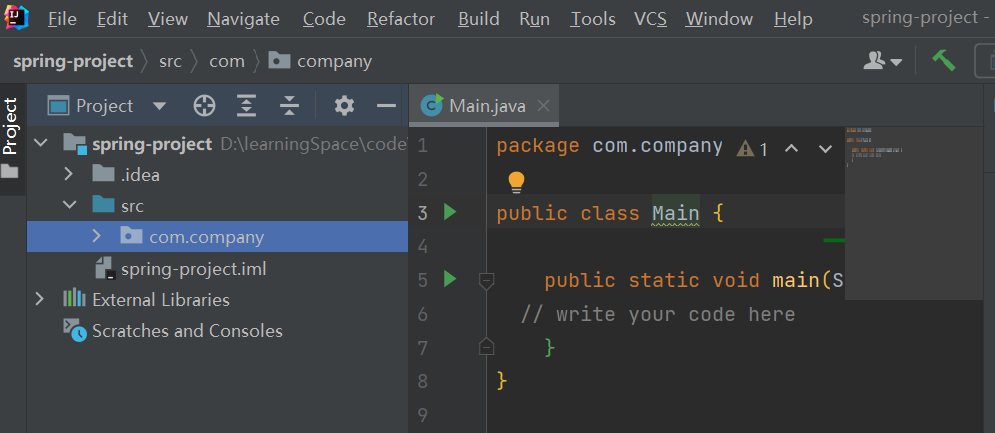 File Edit View Navigate Code Refactor Build Run Tools VCS Window Help spring-project -
spring-project src com company
Project
Project
Main.java
spring-project D:\learningSpace\code\
.idea
src
com.company
spring-project.iml
External Libraries
Scratches and Consoles
1 package com.company 1
2
3 public class Main {
4
5 public static void main(S
6 // write your code here
7 }
8 }
9